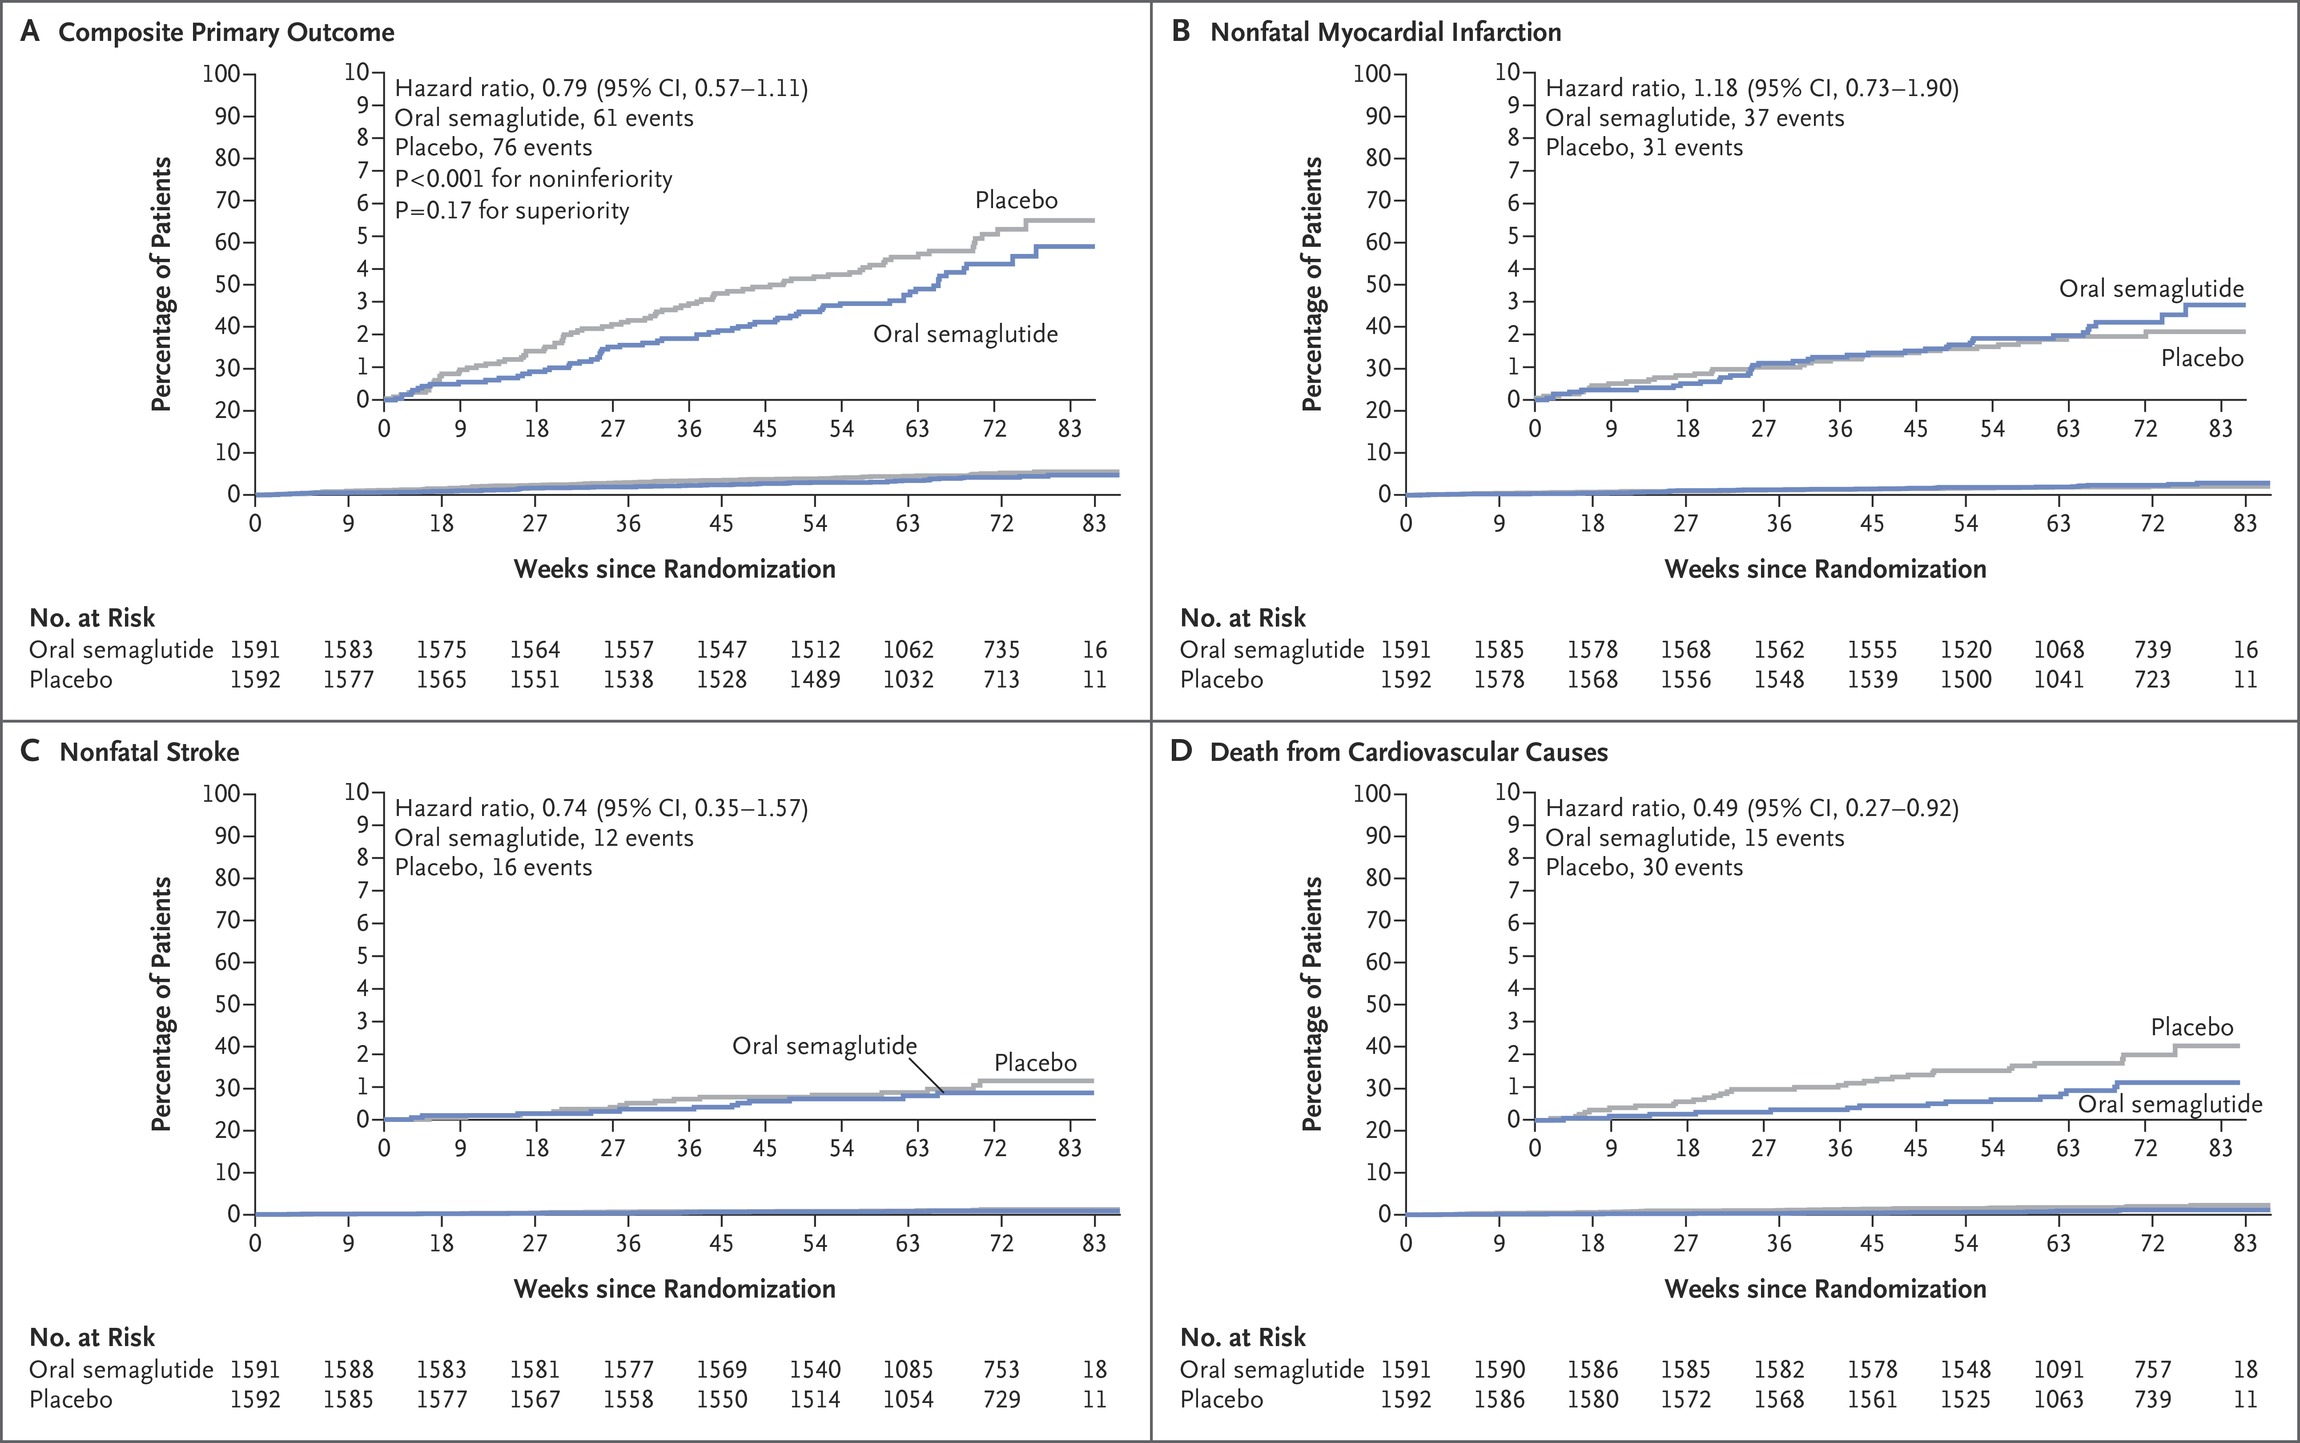 A Composite Primary Outcome
Percentage of Patients
100
90
80
70
60
50
40
30
20
10
0
10
9
8
7
6
5
4
3
2
1
0
Hazard ratio, 0.79 (95% CI, 0.57–1.11)
Oral semaglutide, 61 events
Placebo, 76 events
P<0.001 for noninferiority
P=0.17 for superiority
Placebo
Oral semaglutide
0 9 18 27 36 45 54 63 72 83
0 9 18 27 36 45 54 63 72 83
Weeks since Randomization
No. at Risk
Oral semaglutide 1591 1583 1575 1564 1557 1547 1512 1062 735 16
Placebo 1592 1577 1565 1551 1538 1528 1489 1032 713 11
B Nonfatal Myocardial Infarction
Percentage of Patients
100
90
80
70
60
50
40
30
20
10
0
10
9
8
7
6
5
4
3
2
1
0
Hazard ratio, 1.18 (95% CI, 0.73–1.90)
Oral semaglutide, 37 events
Placebo, 31 events
Oral semaglutide
Placebo
0 9 18 27 36 45 54 63 72 83
0 9 18 27 36 45 54 63 72 83
Weeks since Randomization
No. at Risk
Oral semaglutide 1591 1585 1578 1568 1562 1555 1520 1068 739 16
Placebo 1592 1578 1568 1556 1548 1539 1500 1041 723 11
C Nonfatal Stroke
Percentage of Patients
100
90
80
70
60
50
40
30
20
10
0
10
9
8
7
6
5
4
3
2
1
0
Hazard ratio, 0.74 (95% CI, 0.35–1.57)
Oral semaglutide, 12 events
Placebo, 16 events
Oral semaglutide
Placebo
0 9 18 27 36 45 54 63 72 83
0 9 18 27 36 45 54 63 72 83
Weeks since Randomization
No. at Risk
Oral semaglutide 1591 1588 1583 1581 1577 1569 1540 1085 753 18
Placebo 1592 1585 1577 1567 1558 1550 1514 1054 729 11
D Death from Cardiovascular Causes
Percentage of Patients
100
90
80
70
60
50
40
30
20
10
0
10
9
8
7
6
5
4
3
2
1
0
Hazard ratio, 0.49 (95% CI, 0.27–0.92)
Oral semaglutide, 15 events
Placebo, 30 events
Placebo
Oral semaglutide
0 9 18 27 36 45 54 63 72 83
0 9 18 27 36 45 54 63 72 83
Weeks since Randomization
No. at Risk
Oral semaglutide 1591 1590 1586 1585 1582 1578 1548 1091 757 18
Placebo 1592 1586 1580 1572 1568 1561 1525 1063 739 11